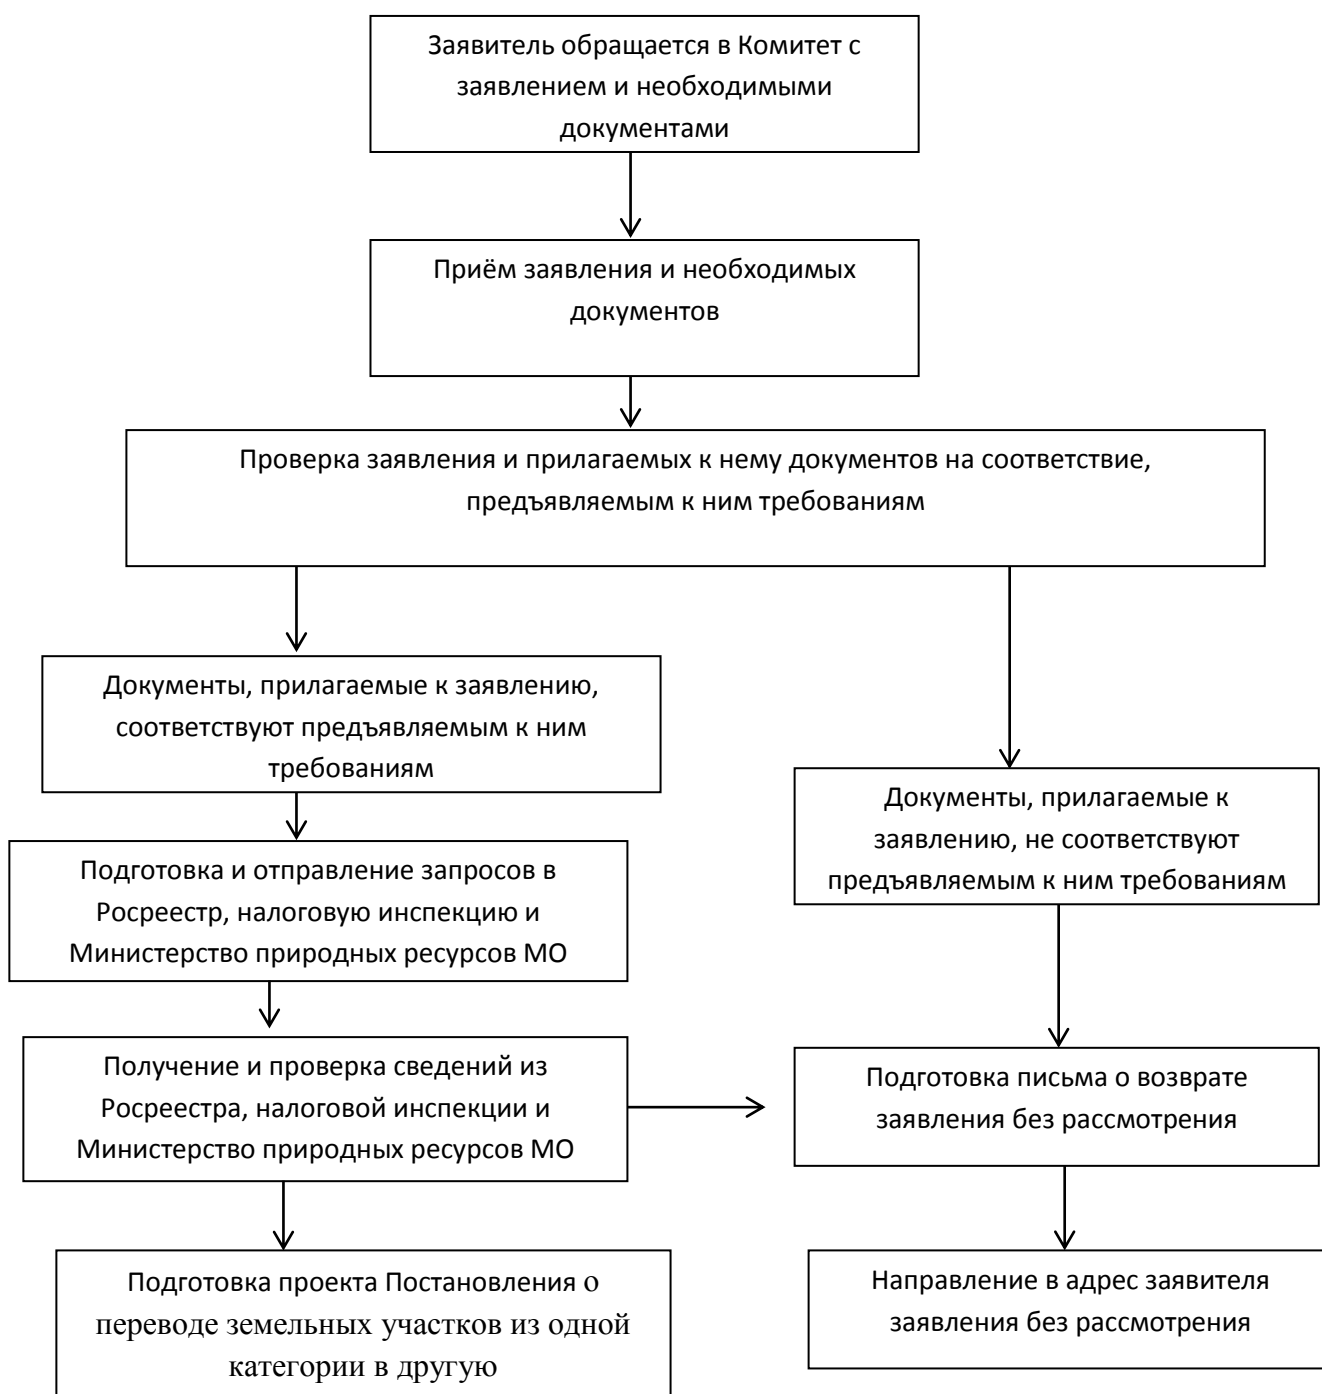 Заявитель обращается в Комитет с
заявлением и необходимыми
документами
Приём заявления и необходимых
документов
Проверка заявления и прилагаемых к нему документов на соответствие,
предъявляемым к ним требованиям
Документы, прилагаемые к заявлению,
соответствуют предъявляемым к ним
требованиям
Документы, прилагаемые к
заявлению, не соответствуют
предъявляемым к ним требованиям
Подготовка и отправление запросов в
Росреестр, налоговую инспекцию и
Министерство природных ресурсов МО
Получение и проверка сведений из
Росреестра, налоговой инспекции и
Министерство природных ресурсов МО
Подготовка письма о возврате
заявления без рассмотрения
Подготовка проекта Постановления о
переводе земельных участков из одной
категории в другую
Направление в адрес заявителя
заявления без рассмотрения